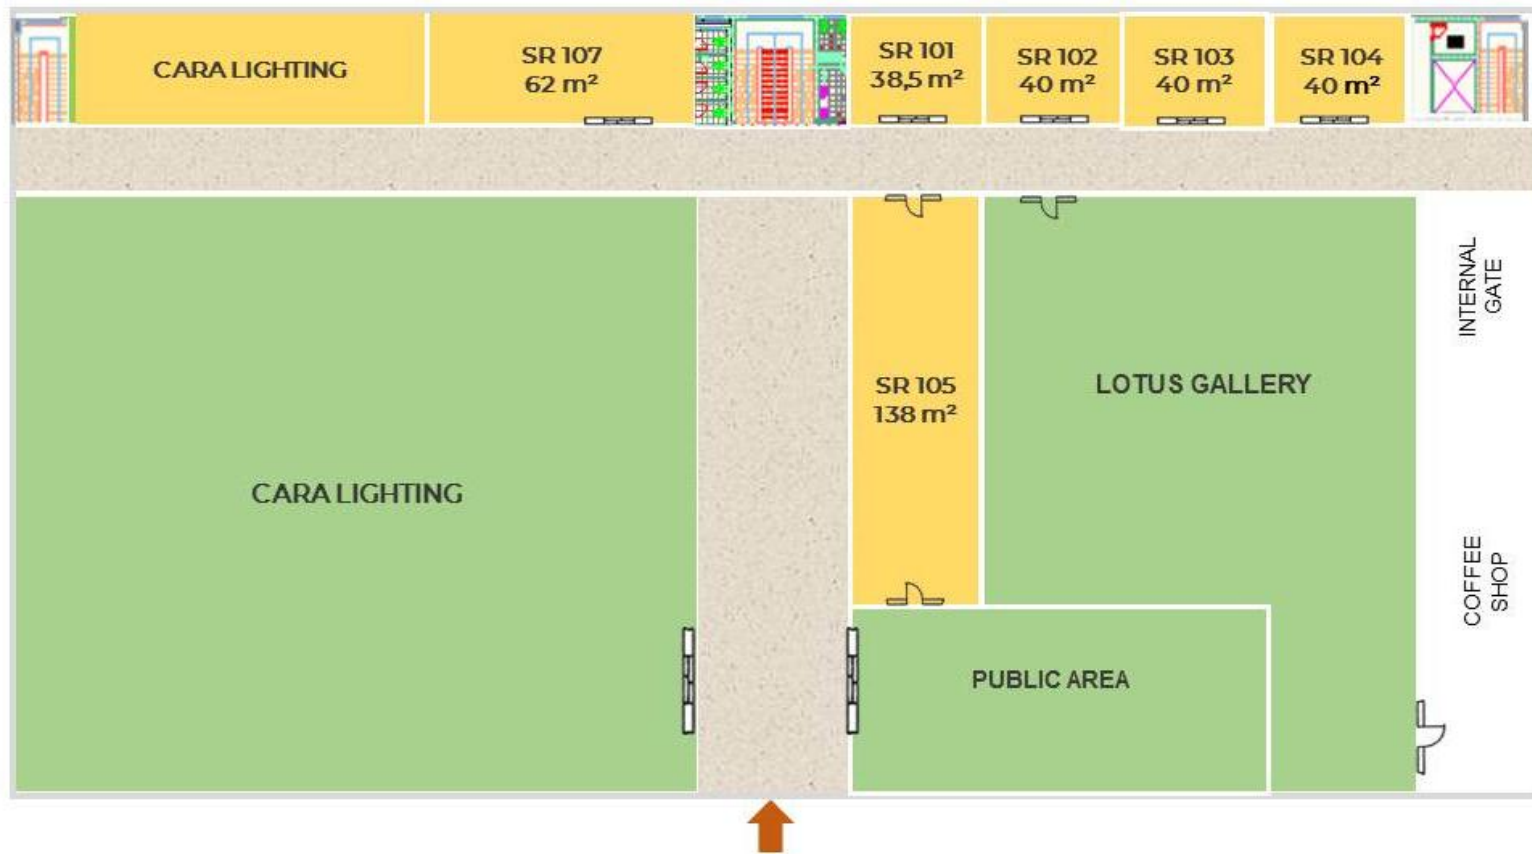 CARA LIGHTING
SR 107
62 m²
SR 101
38,5 m²
SR 102
40 m²
SR 103
40 m²
SR 104
40 m²
INTERNAL
GATE
SR 105
138 m²
LOTUS GALLERY
CARA LIGHTING
COFFEE
SHOP
PUBLIC AREA